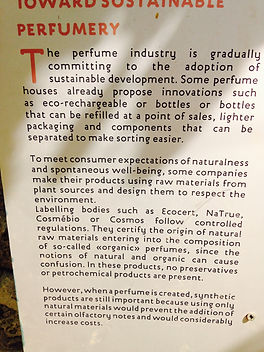 TOWARD SUSTAINABLE
PERFUMERY
The perfume industry is gradually
committing to the adoption of
sustainable development. Some perfume
houses already propose innovations such
as eco-rechargeable or bottles or bottles
that can be refilled at a point of sales, lighter
packaging and components that can be
separated to make sorting easier.
To meet consumer expectations of naturalness
and spontaneous well-being, some companies
make their products using raw materials from
plant sources and design them to respect the
environment.
Labelling bodies such as Ecocert, NaTrue,
Cosmébio or Cosmos follow controlled
regulations. They certify the origin of natural
raw materials entering into the composition
of so-called «organic» perfumes, since the
notions of natural and organic can cause
confusion. In these products, no preservatives
or petrochemical products are present.
However, when a perfume is created, synthetic
products are still important because using only
natural materials would prevent the addition of
certain olfactory notes and would considerably
increase costs.